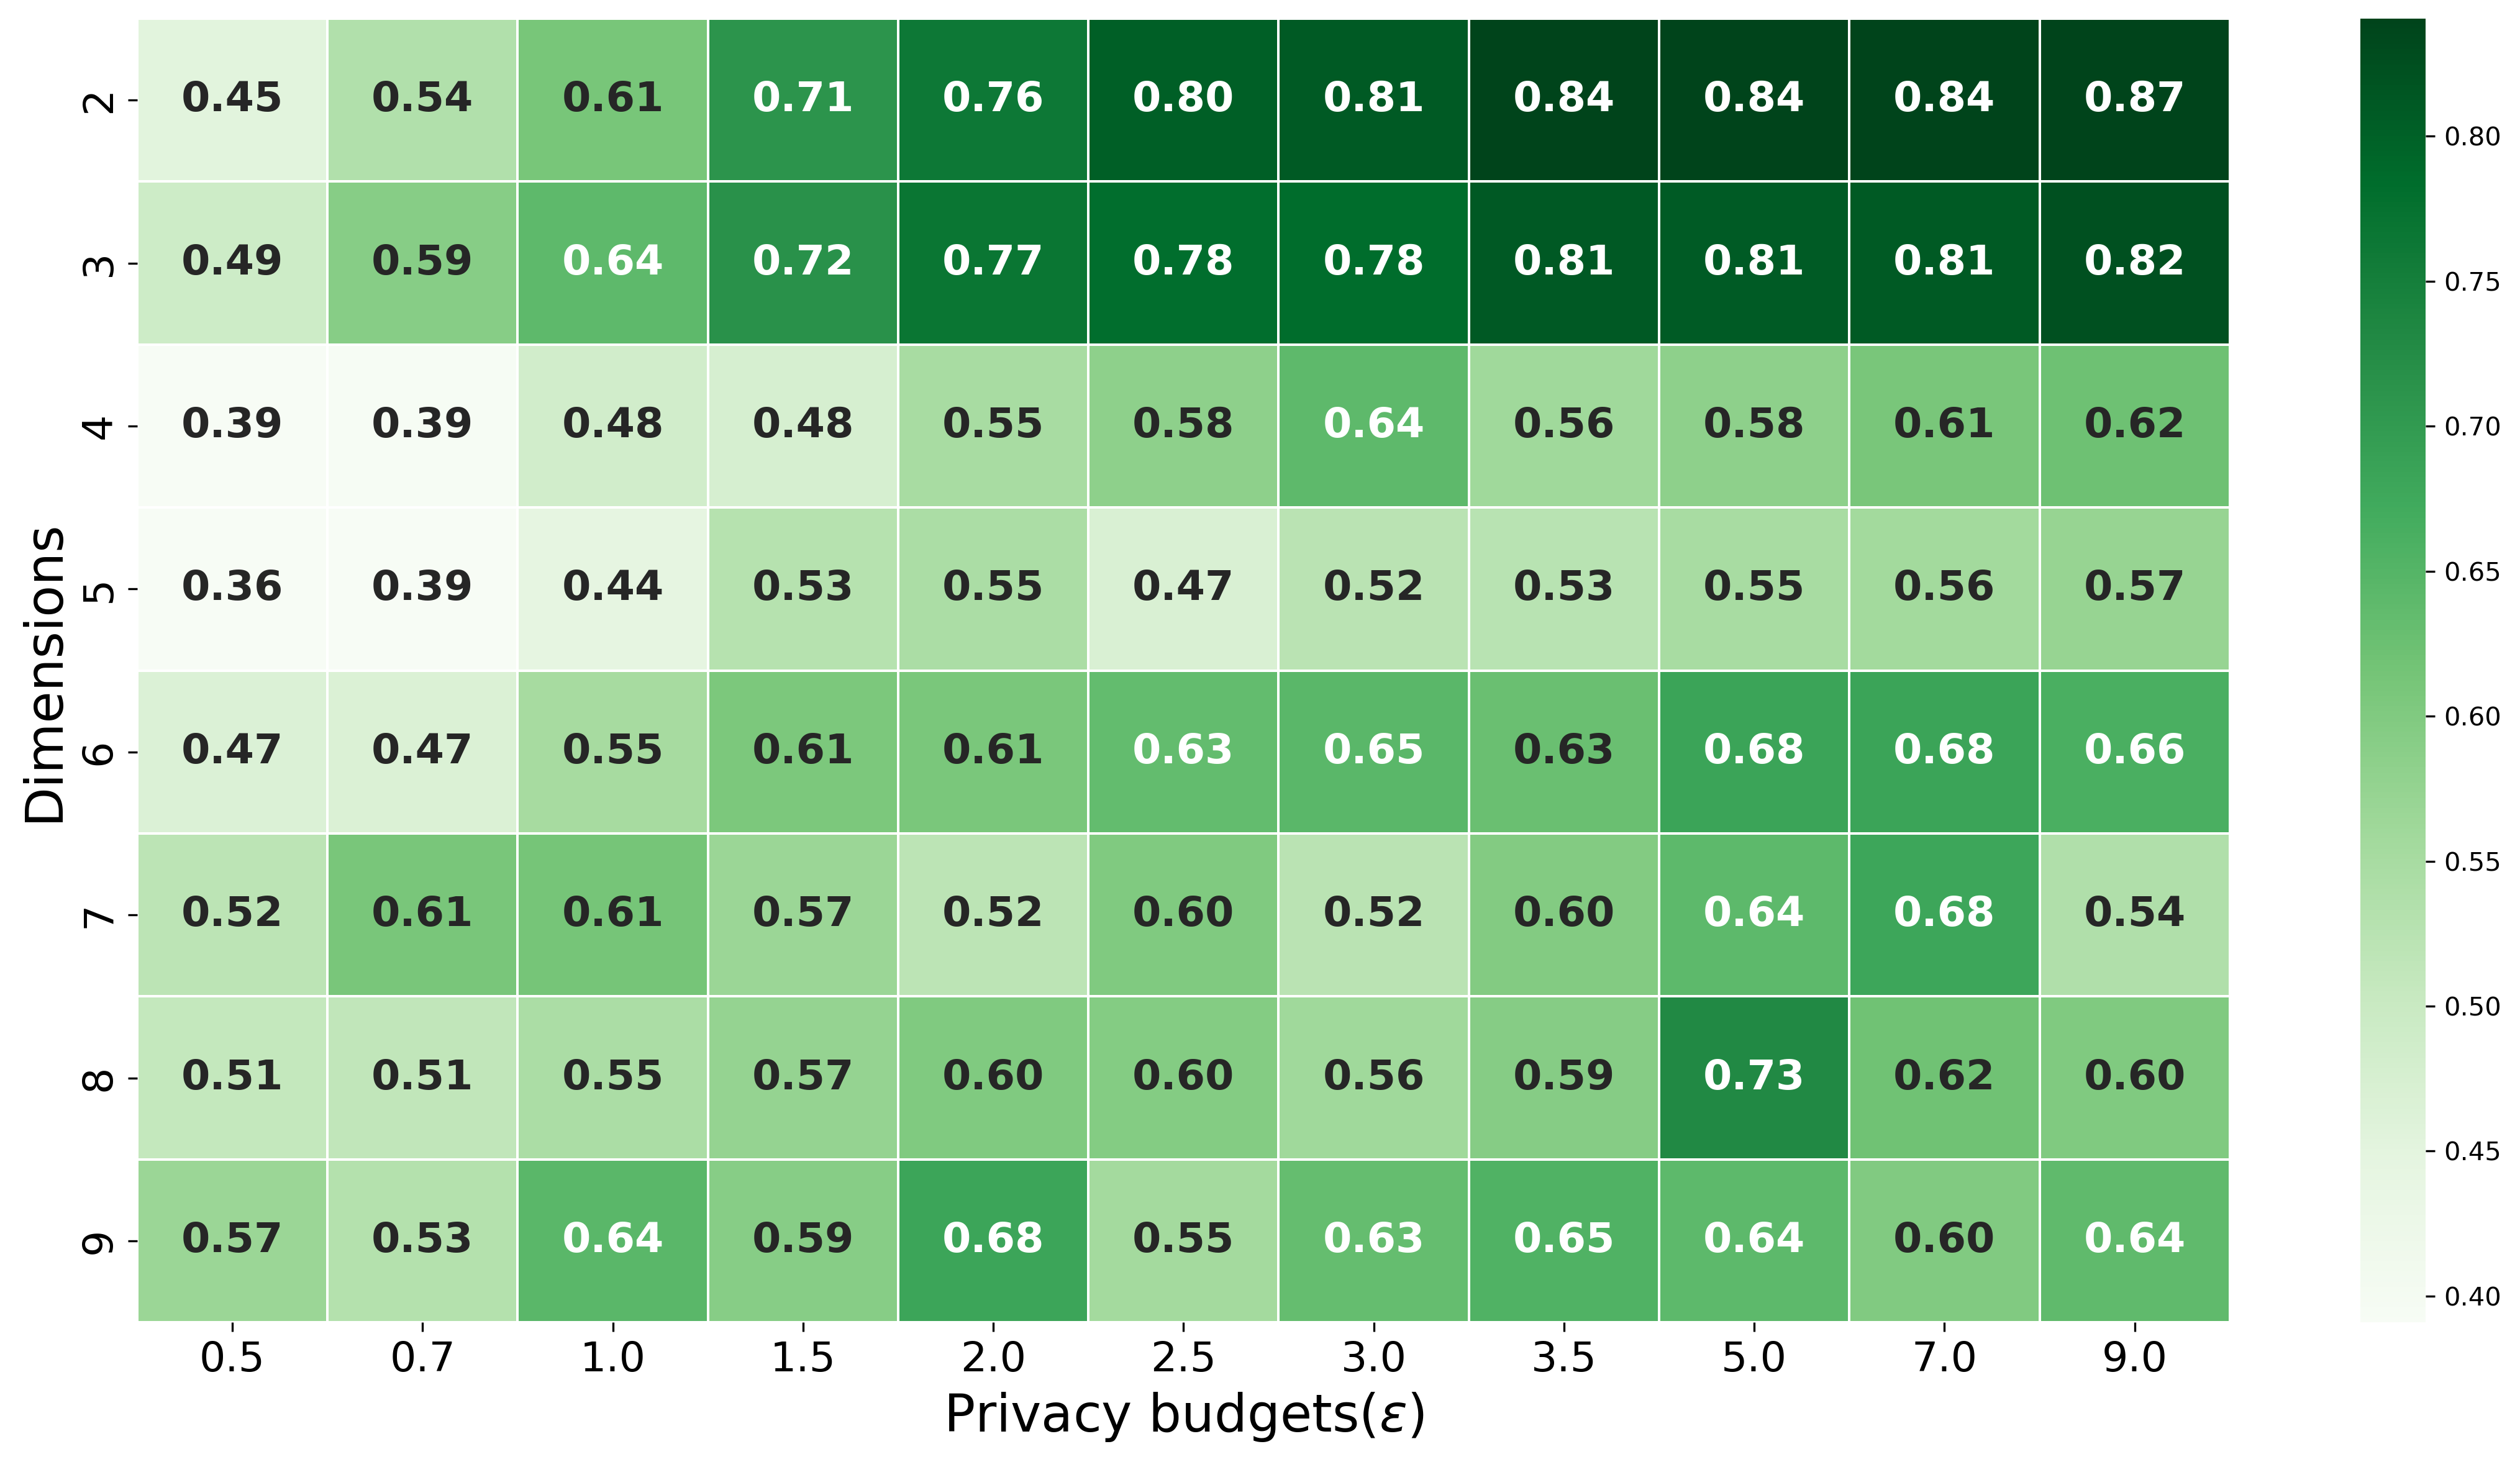 2 0.45 0.54 0.61 0.71 0.76 0.80 0.81 0.84 0.84 0.84 0.87
3 0.49 0.59 0.64 0.72 0.77 0.78 0.78 0.81 0.81 0.81 0.82
4 0.39 0.39 0.48 0.48 0.55 0.58 0.64 0.56 0.58 0.61 0.62
5 0.36 0.39 0.44 0.53 0.55 0.47 0.52 0.53 0.55 0.56 0.57
6 0.47 0.47 0.55 0.61 0.61 0.63 0.65 0.63 0.68 0.68 0.66
7 0.52 0.61 0.61 0.57 0.52 0.60 0.52 0.60 0.64 0.68 0.54
8 0.51 0.51 0.55 0.57 0.60 0.60 0.56 0.59 0.73 0.62 0.60
9 0.57 0.53 0.64 0.59 0.68 0.55 0.63 0.65 0.64 0.60 0.64
0.5 0.7 1.0 1.5 2.0 2.5 3.0 3.5 5.0 7.0 9.0
Privacy budgets(ε)
Dimensions
0.80
0.75
0.70
0.65
0.60
0.55
0.50
0.45
0.40